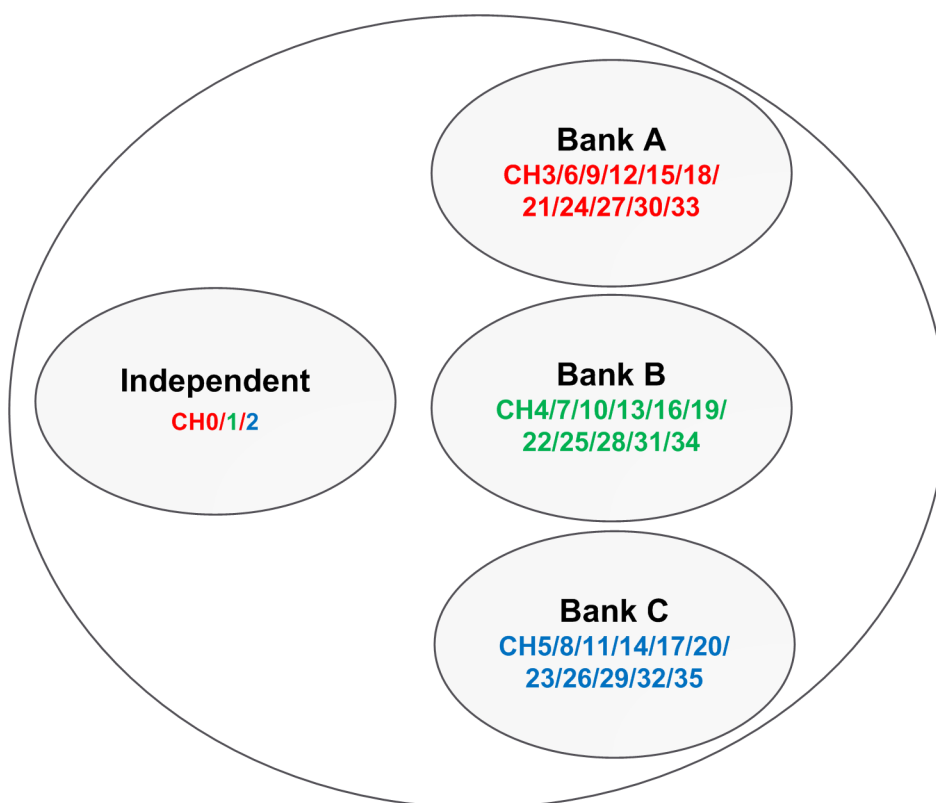 Bank A
CH3/6/9/12/15/18/
21/24/27/30/33
Independent
CH0/1/2
Bank B
CH4/7/10/13/16/19/
22/25/28/31/34
Bank C
CH5/8/11/14/17/20/
23/26/29/32/35